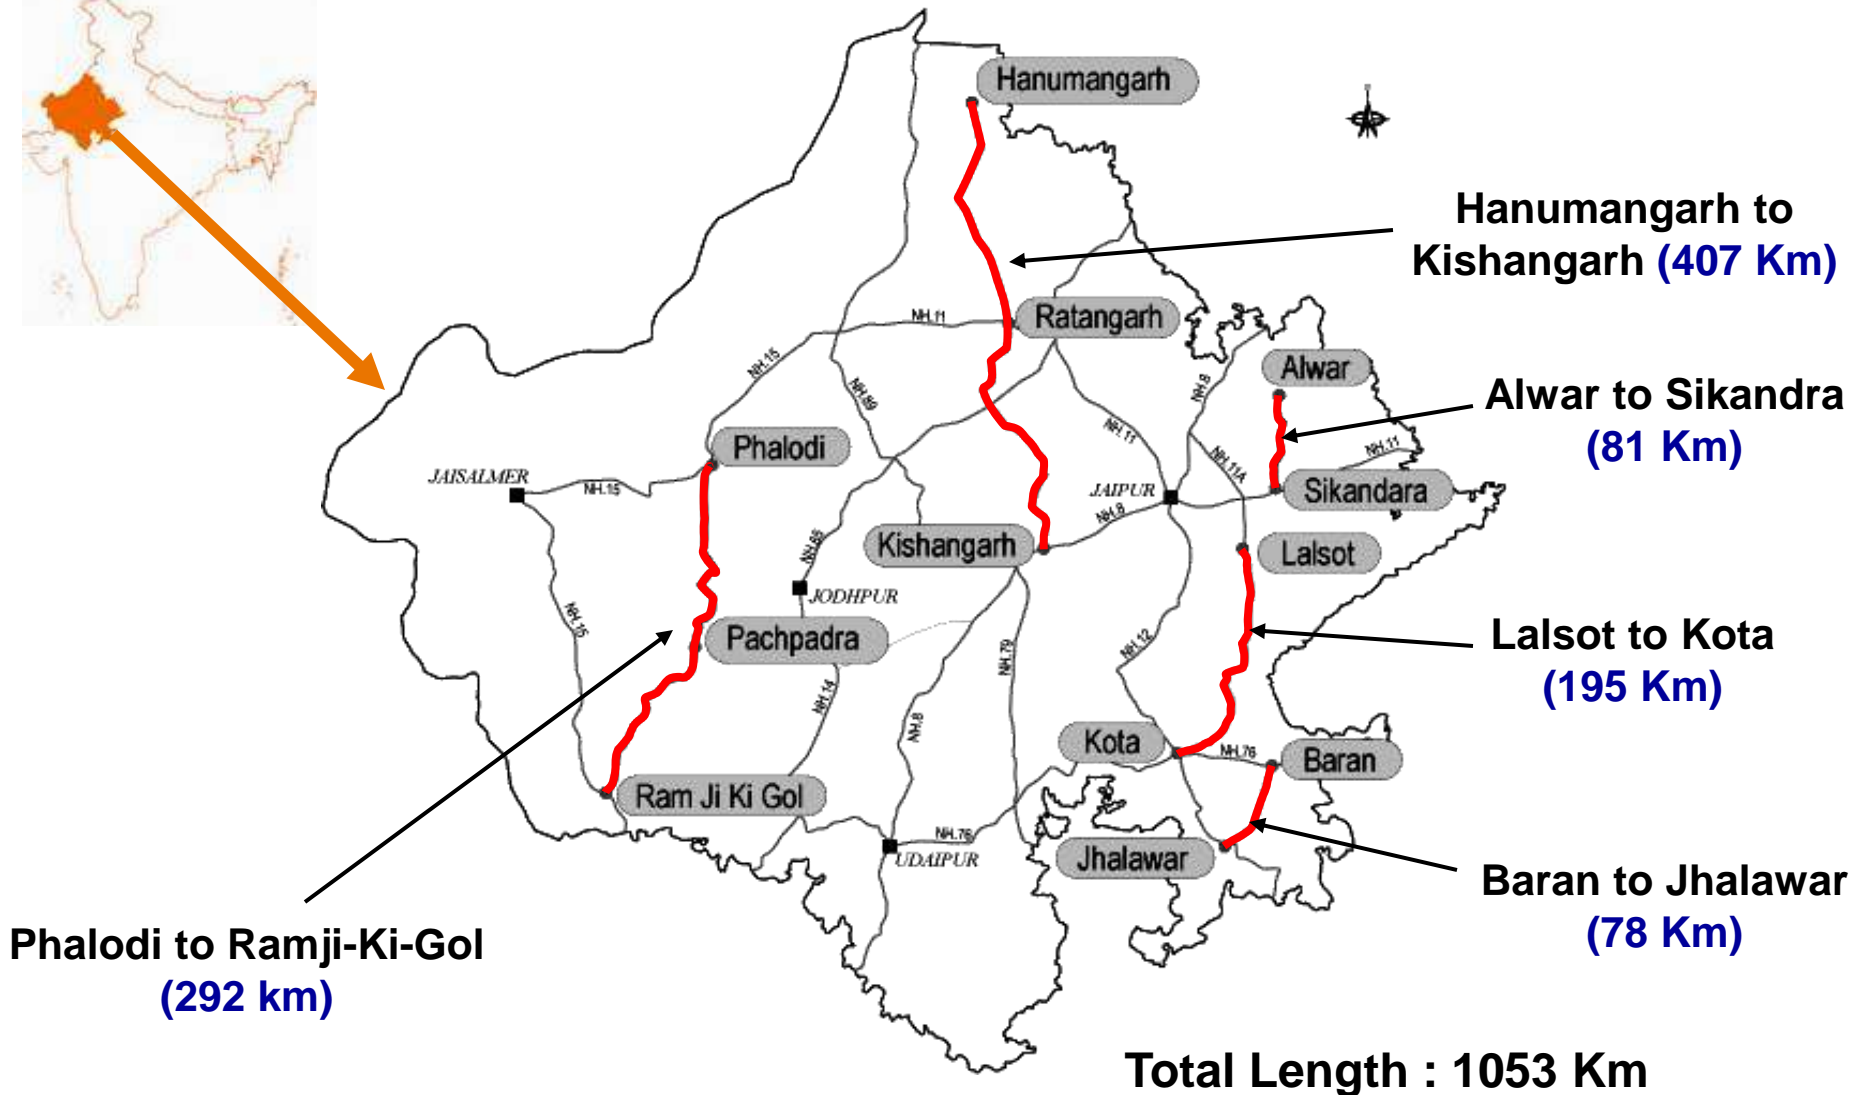 Hanumangarh
Hanumangarh to
Kishangarh (407 Km)
NH.11
Ratangarh
NH.15
NH.89
NH.8
Alwar
Alwar to Sikandra
(81 Km)
NH.11
NH.11A
NH.11
Phalodi
JAISALMER
NH.15
JAIPUR
Sikandara
NH.8
Kishangarh
NH.65
Lalsot
JODHPUR
NH.15
Pachpadra
NH.12
NH.79
Lalsot to Kota
(195 Km)
NH.14
NH.8
Kota
NH.76
Baran
Ram Ji Ki Gol
NH.76
UDAIPUR
Jhalawar
Baran to Jhalawar
(78 Km)
Phalodi to Ramji-Ki-Gol
(292 km)
Total Length : 1053 Km